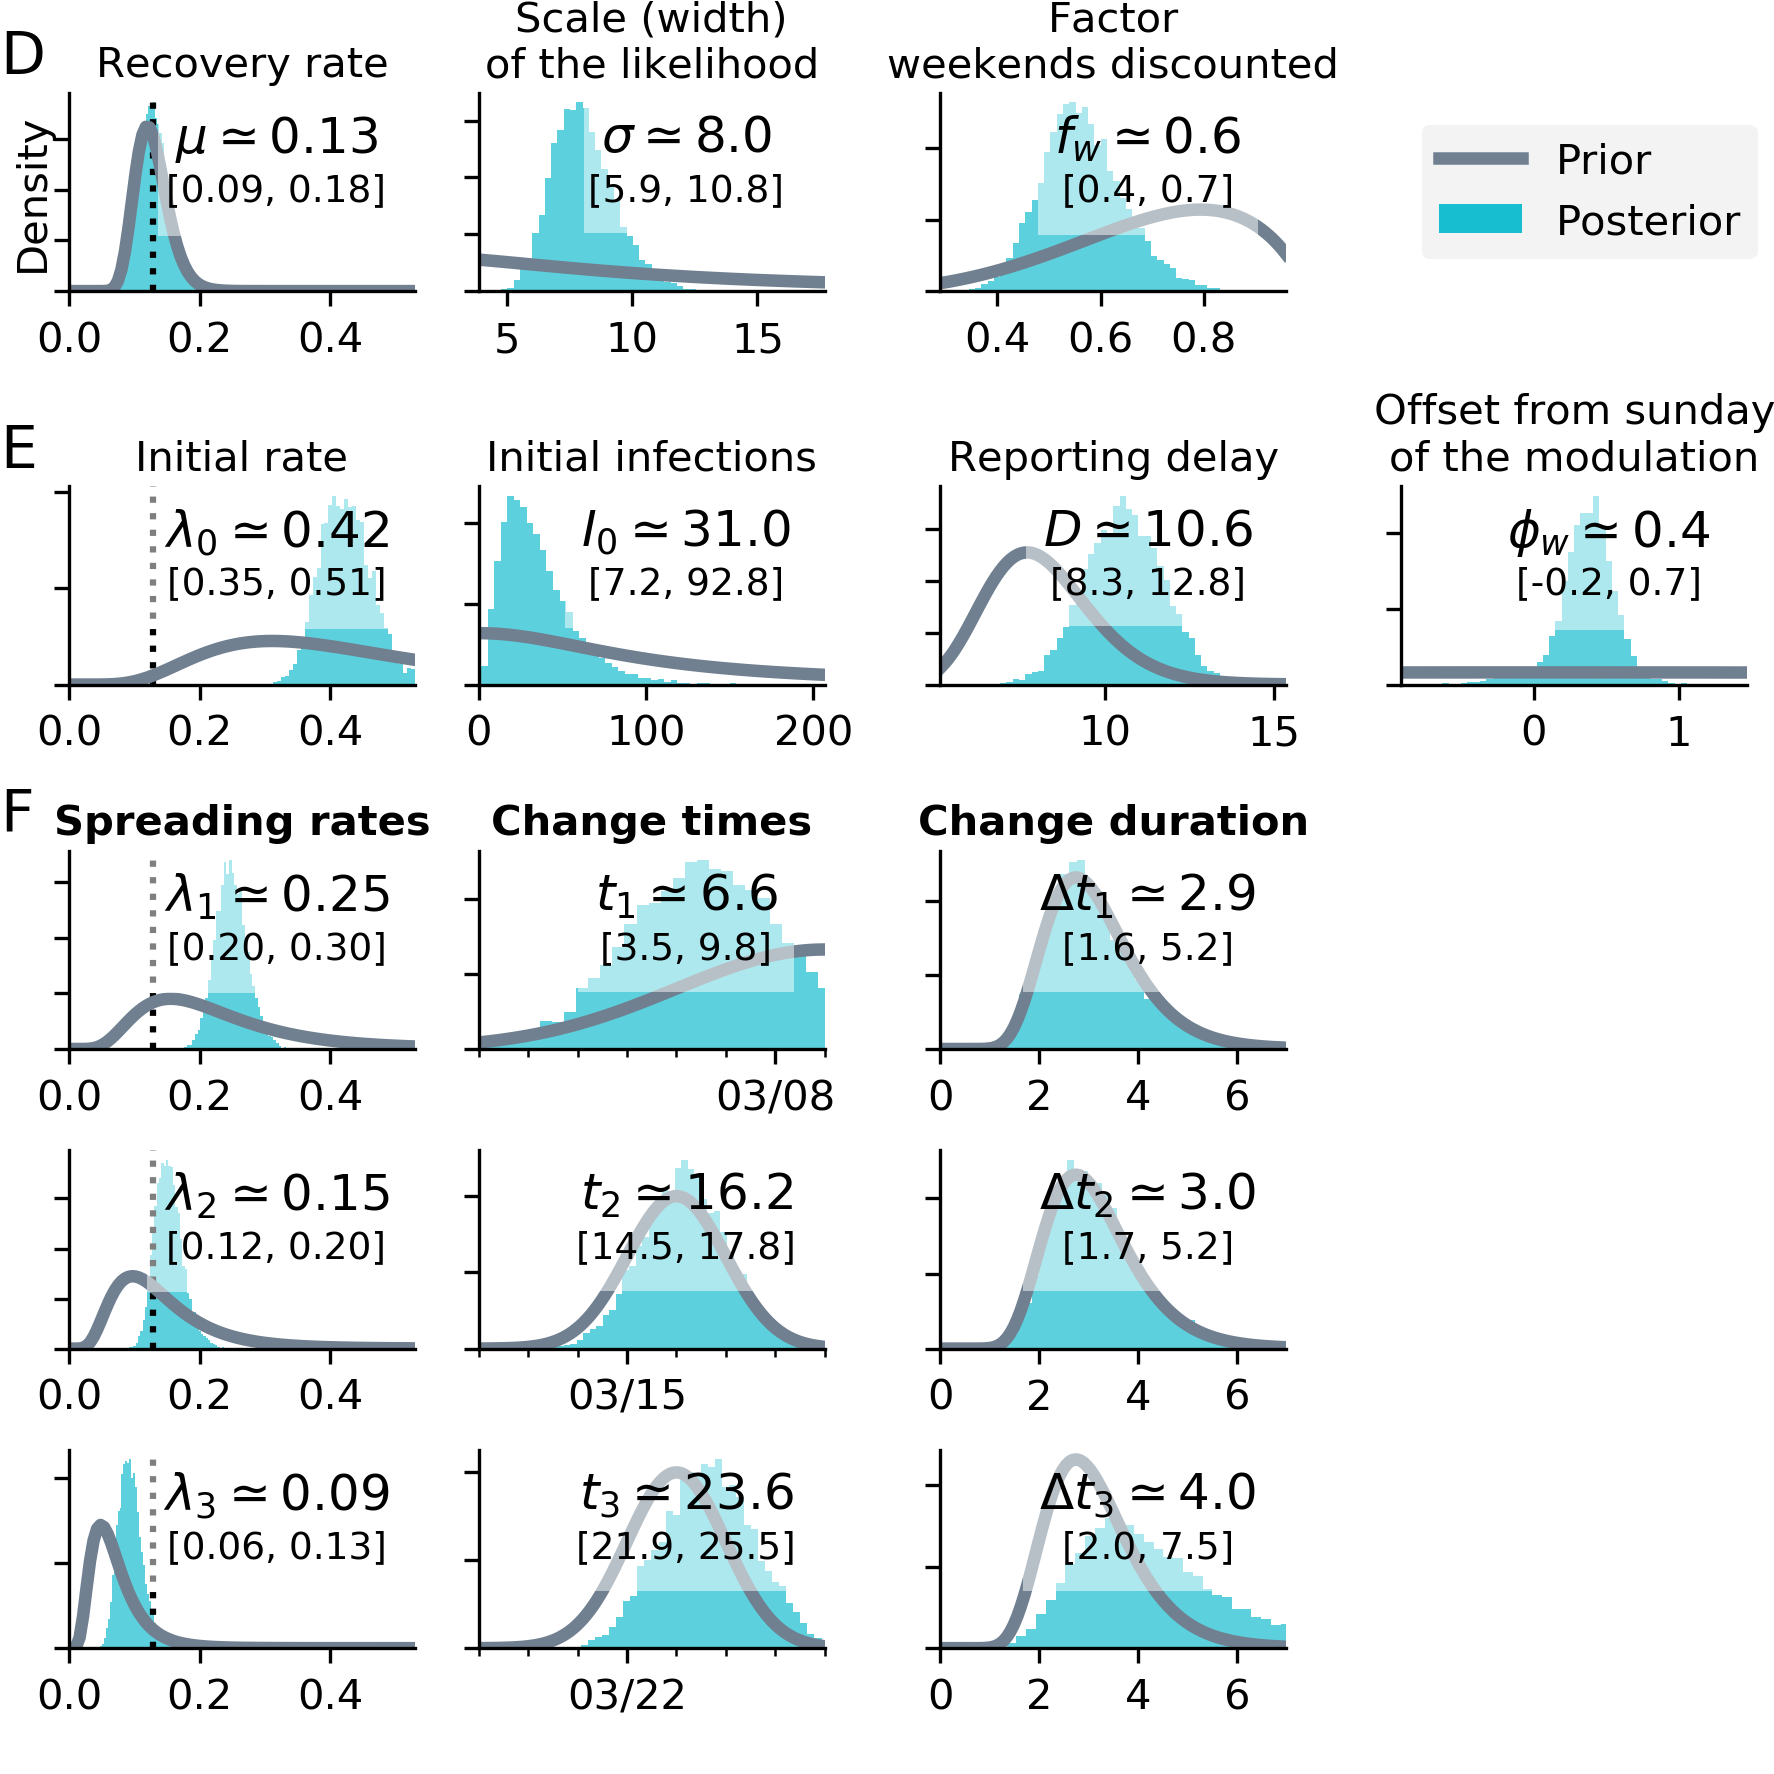 D
Recovery rate
Scale (width)
of the likelihood
Factor
weekends discounted
Density
μ ≃ 0.13
[0.09, 0.18]
σ ≃ 8.0
[5.9, 10.8]
f_w ≃ 0.6
[0.4, 0.7]
Prior
Posterior
0.0 0.2 0.4
5 10 15
0.4 0.6 0.8
E
Initial rate
Initial infections
Reporting delay
Offset from sunday
of the modulation
λ₀ ≃ 0.42
[0.35, 0.51]
I₀ ≃ 31.0
[7.2, 92.8]
D ≃ 10.6
[8.3, 12.8]
ϕ_w ≃ 0.4
[-0.2, 0.7]
0.0 0.2 0.4
0 100 200
10 15
0 1
F
Spreading rates
Change times
Change duration
λ₁ ≃ 0.25
[0.20, 0.30]
t₁ ≃ 6.6
[3.5, 9.8]
Δt₁ ≃ 2.9
[1.6, 5.2]
0.0 0.2 0.4
03/08
0 2 4 6
λ₂ ≃ 0.15
[0.12, 0.20]
t₂ ≃ 16.2
[14.5, 17.8]
Δt₂ ≃ 3.0
[1.7, 5.2]
0.0 0.2 0.4
03/15
0 2 4 6
λ₃ ≃ 0.09
[0.06, 0.13]
t₃ ≃ 23.6
[21.9, 25.5]
Δt₃ ≃ 4.0
[2.0, 7.5]
0.0 0.2 0.4
03/22
0 2 4 6